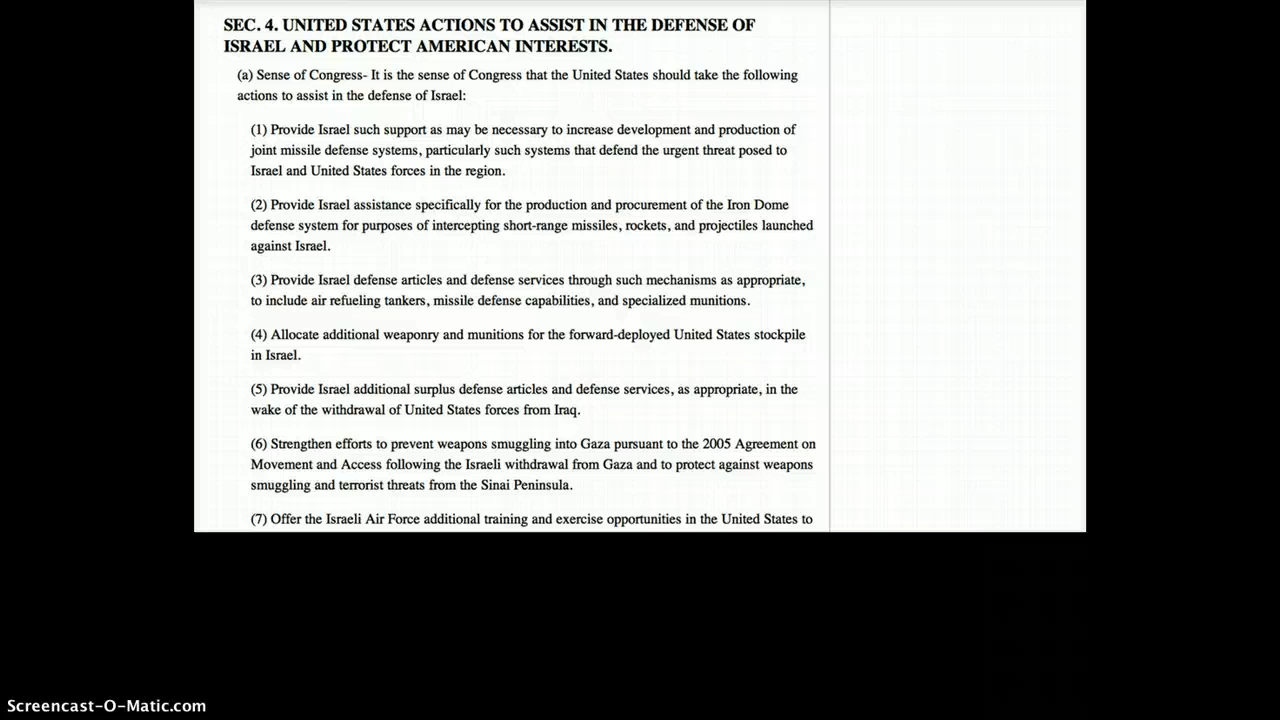 SEC. 4. UNITED STATES ACTIONS TO ASSIST IN THE DEFENSE OF
ISRAEL AND PROTECT AMERICAN INTERESTS.
(a) Sense of Congress- It is the sense of Congress that the United States should take the following
actions to assist in the defense of Israel:
(1) Provide Israel such support as may be necessary to increase development and production of
joint missile defense systems, particularly such systems that defend the urgent threat posed to
Israel and United States forces in the region.
(2) Provide Israel assistance specifically for the production and procurement of the Iron Dome
defense system for purposes of intercepting short-range missiles, rockets, and projectiles launched
against Israel.
(3) Provide Israel defense articles and defense services through such mechanisms as appropriate,
to include air refueling tankers, missile defense capabilities, and specialized munitions.
(4) Allocate additional weaponry and munitions for the forward-deployed United States stockpile
in Israel.
(5) Provide Israel additional surplus defense articles and defense services, as appropriate, in the
wake of the withdrawal of United States forces from Iraq.
(6) Strengthen efforts to prevent weapons smuggling into Gaza pursuant to the 2005 Agreement on
Movement and Access following the Israeli withdrawal from Gaza and to protect against weapons
smuggling and terrorist threats from the Sinai Peninsula.
(7) Offer the Israeli Air Force additional training and exercise opportunities in the United States to
Screencast-O-Matic.com